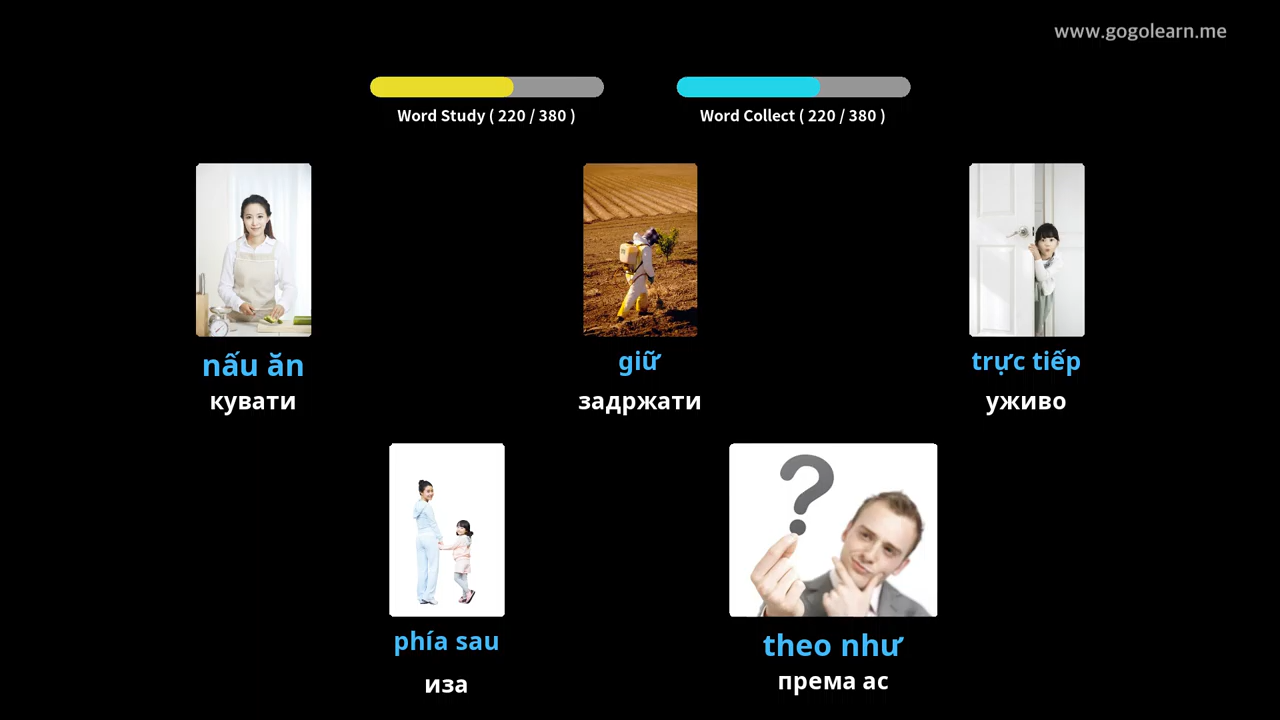 www.gogolearn.me
Word Study ( 220 / 380 )
Word Collect ( 220 / 380 )
nấu ăn
кувати
giữ
задржати
trực tiếp
уживо
phía sau
иза
theo như
према ас